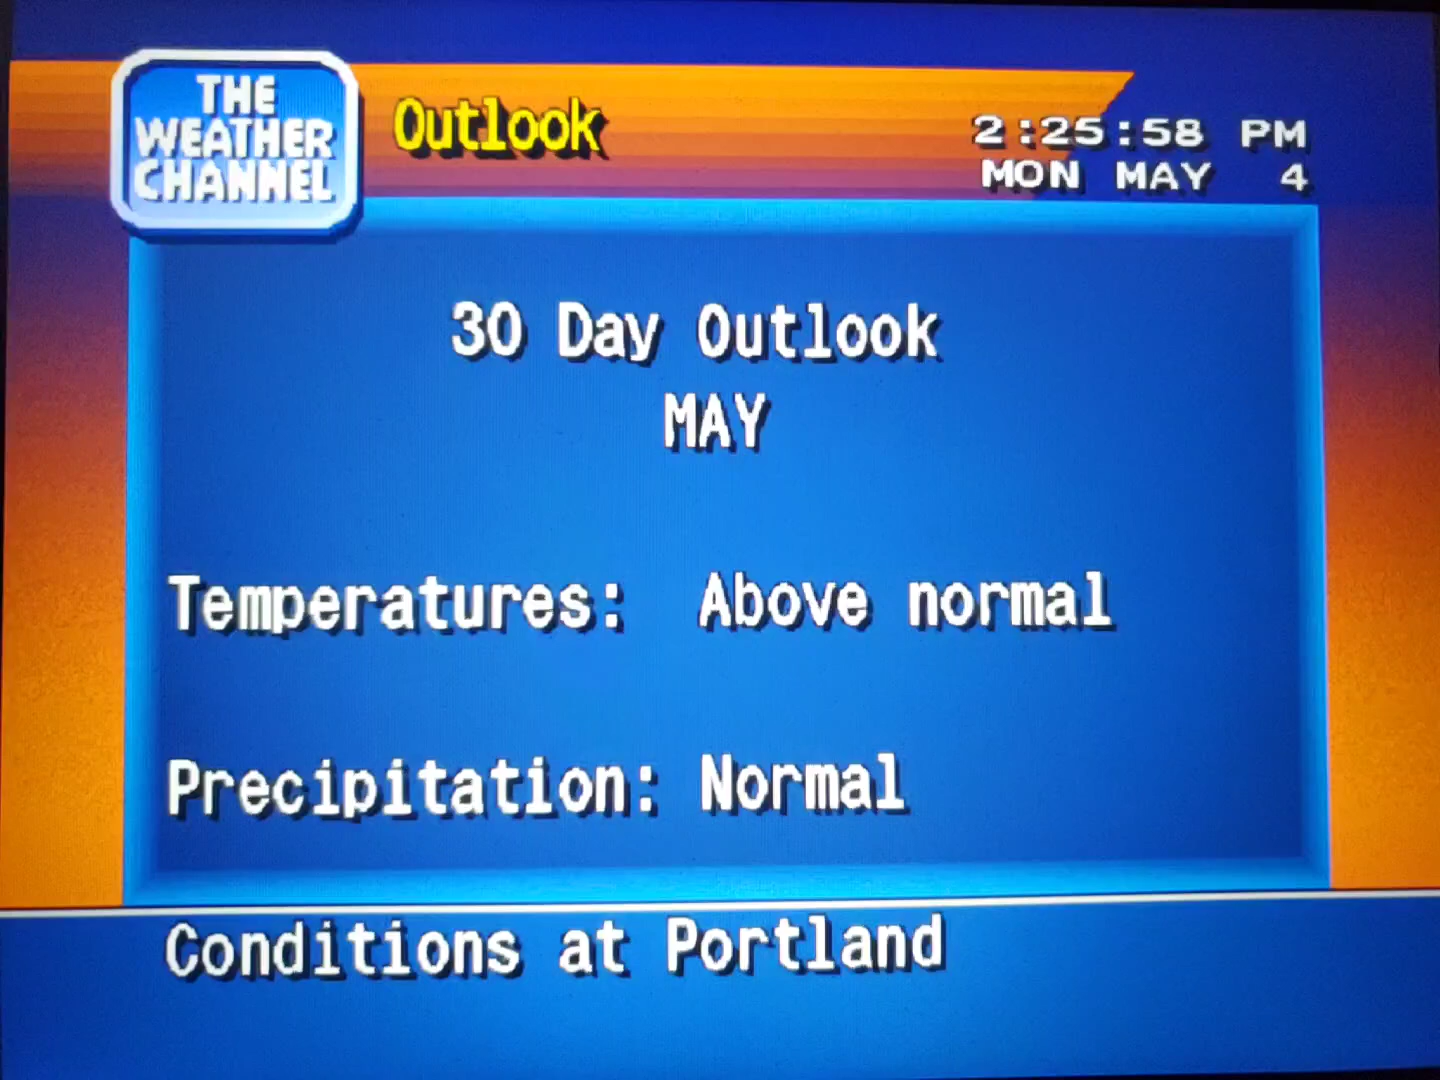 THE
WEATHER
CHANNEL
Outlook
2:25:58 PM
MON MAY 4
30 Day Outlook
MAY
Temperatures: Above normal
Precipitation: Normal
Conditions at Portland